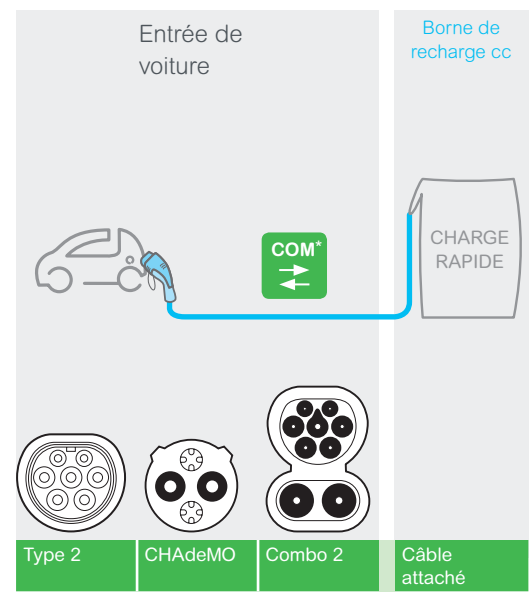 Entrée de
voiture
Borne de
recharge cc
COM*
CHARGE
RAPIDE
Type 2
CHAdeMO
Combo 2
Câble
attaché